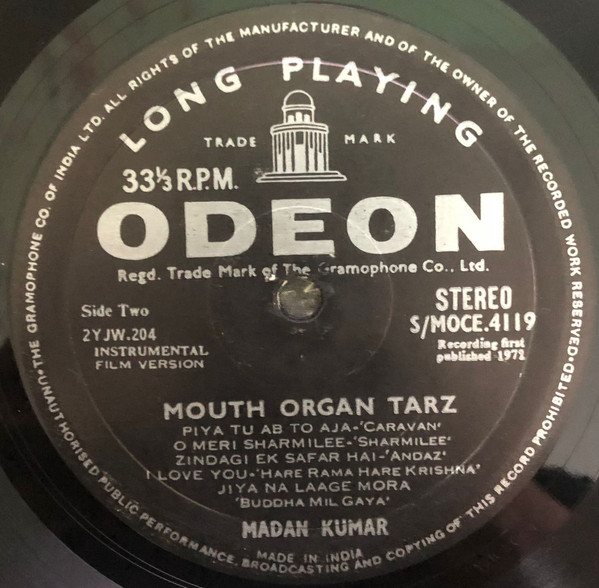 THE GRAMOPHONE CO. OF INDIA LTD. ALL RIGHTS OF THE MANUFACTURER AND OF THE OWNER OF THE RECORDED WORK RESERVED•
UNAUTHORISED PUBLIC PERFORMANCE, BROADCASTING AND COPYING OF THIS RECORD PROHIBITED•
LONG PLAYING
TRADE MARK
33⅓ R.P.M.
ODEON
Regd. Trade Mark of The Gramophone Co., Ltd.
Side Two
2YJW.204
INSTRUMENTAL
FILM VERSION
STEREO
S/MOCE.4119
Recording first
published 1972
MOUTH ORGAN TARZ
PIYA TU AB TO AJA-'CARAVAN'
O MERI SHARMILEE-'SHARMILEE'
ZINDAGI EK SAFAR HAI-'ANDAZ'
I LOVE YOU-'HARE RAMA HARE KRISHNA'
JIYA NA LAAGE MORA
'BUDDHA MIL GAYA'
MADAN KUMAR
MADE IN INDIA